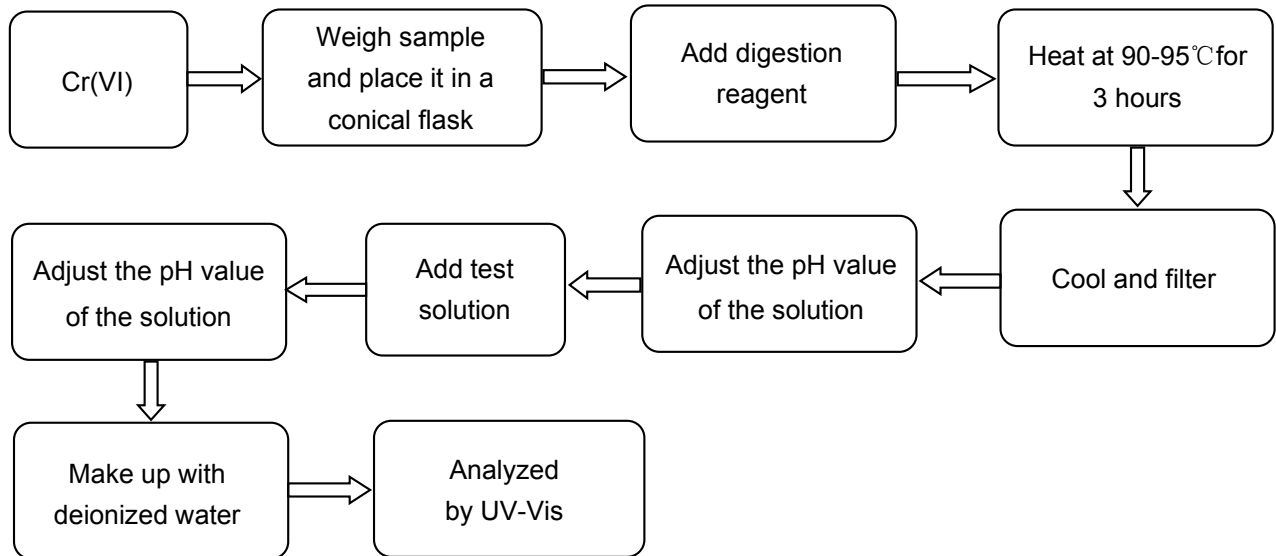 Cr(VI)
Weigh sample
and place it in a
conical flask
Add digestion
reagent
Heat at 90-95℃for
3 hours
Cool and filter
Adjust the pH value
of the solution
Add test
solution
Adjust the pH value
of the solution
Make up with
deionized water
Analyzed
by UV-Vis